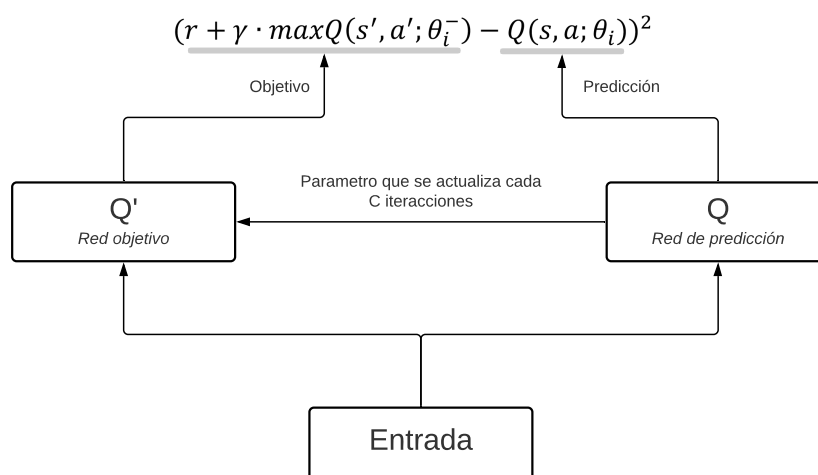 (r + γ · maxQ(s′, a′; θᵢ⁻) − Q(s, a; θᵢ))²
Objetivo
Predicción
Parametro que se actualiza cada
C iteracciones
Q'
Red objetivo
Q
Red de predicción
Entrada